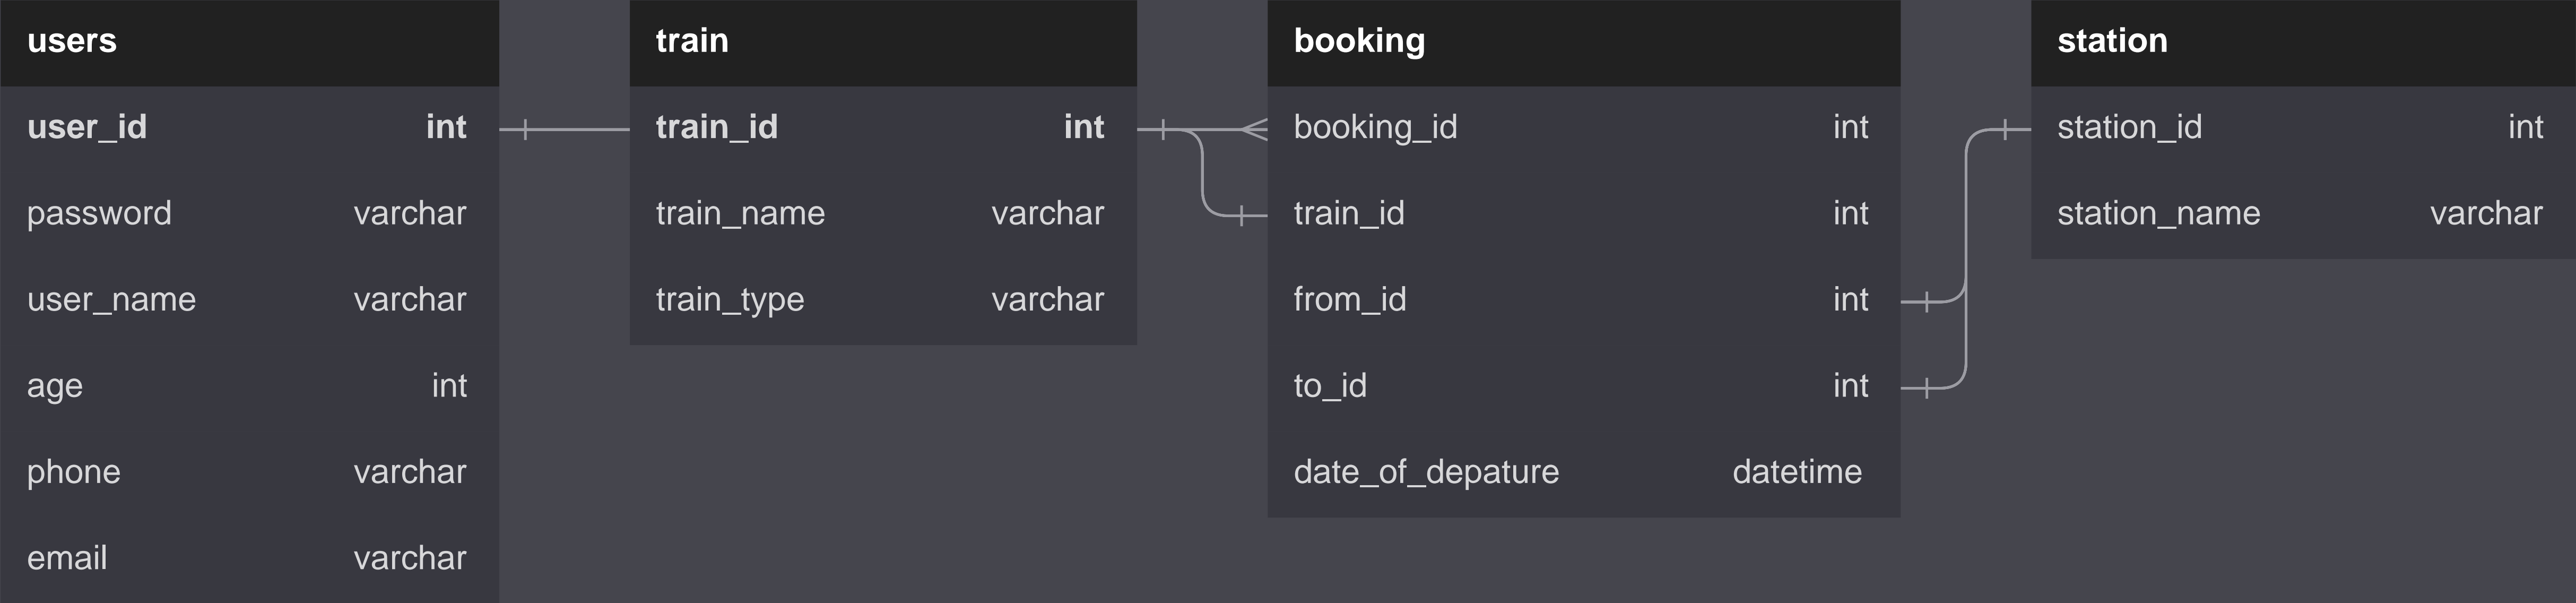 users
user_id int
password varchar
user_name varchar
age int
phone varchar
email varchar
train
train_id int
train_name varchar
train_type varchar
booking
booking_id int
train_id int
from_id int
to_id int
date_of_depature datetime
station
station_id int
station_name varchar